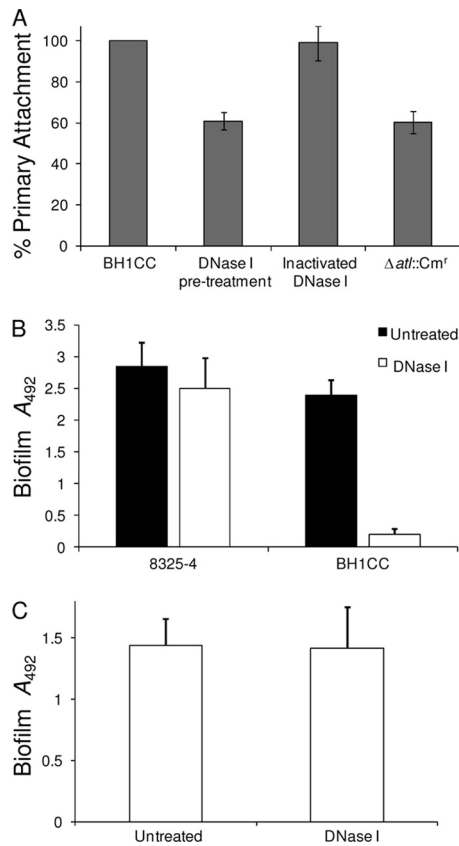 A
% Primary Attachment
100
80
60
40
20
0
BH1CC
DNase I
pre-treatment
Inactivated
DNase I
Δatl::Cmʳ
B
Biofilm A₄₉₂
3.5
3
2.5
2
1.5
1
0.5
0
Untreated
DNase I
8325-4
BH1CC
C
Biofilm A₄₉₂
1.5
1
0.5
0
Untreated
DNase I